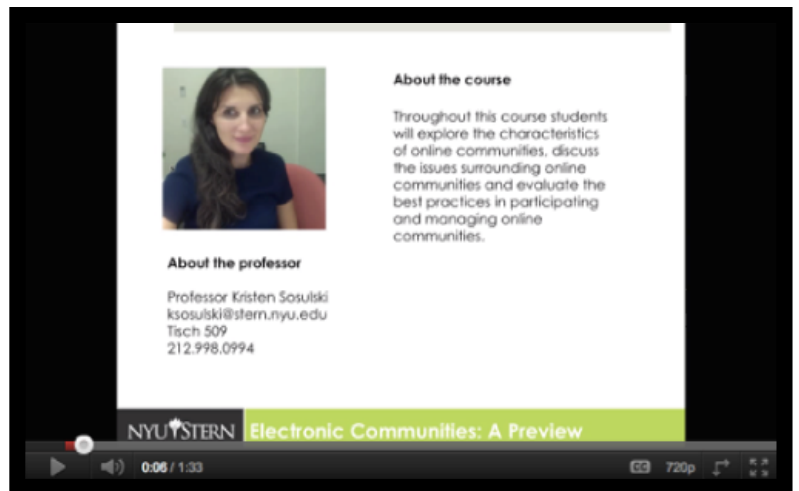 About the course
Throughout this course students
will explore the characteristics
of online communities, discuss
the issues surrounding online
communities and evaluate the
best practices in participating
and managing online
communities.
About the professor
Professor Kristen Sosulski
ksosulski@stern.nyu.edu
Tisch 509
212.998.0994
NYU STERN Electronic Communities: A Preview
0:06 / 1:33 CC 720p